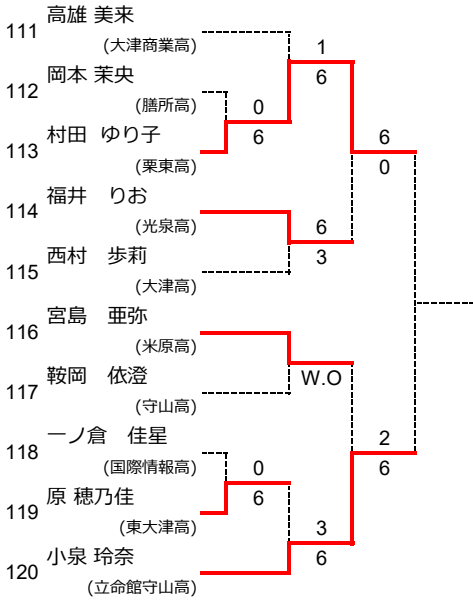 高雄 美来
111
(大津商業高)
1
6
岡本 茉央
112
(膳所高)
0
6
村田 ゆり子
113
(栗東高)
6
0
福井 りお
114
(光泉高)
6
3
西村 歩莉
115
(大津高)
宮島 亜弥
116
(米原高)
W.O
鞍岡 依澄
117
(守山高)
一ノ倉 佳星
118
(国際情報高)
2
6
0
6
原 穂乃佳
119
(東大津高)
3
6
小泉 玲奈
120
(立命館守山高)